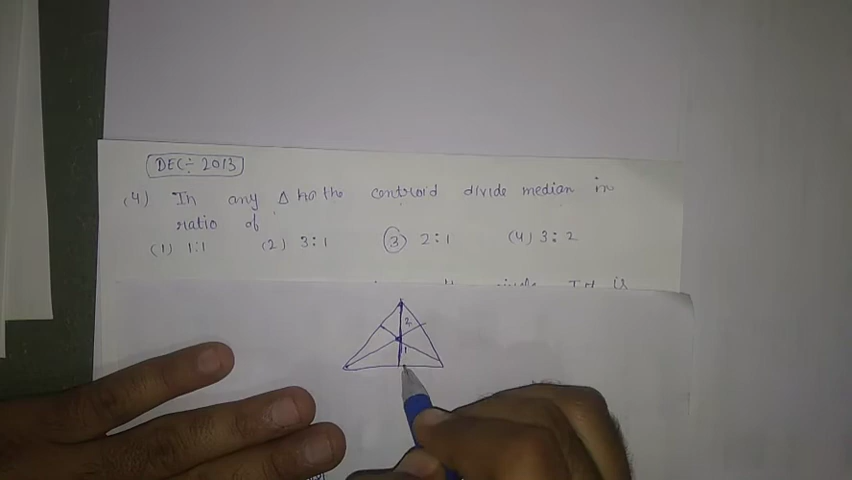 DEC÷ 2013
(4) In any Δ the centroid divide median in
ratio of
(1) 1:1 (2) 3:1 (3) 2:1 (4) 3:2
2
1